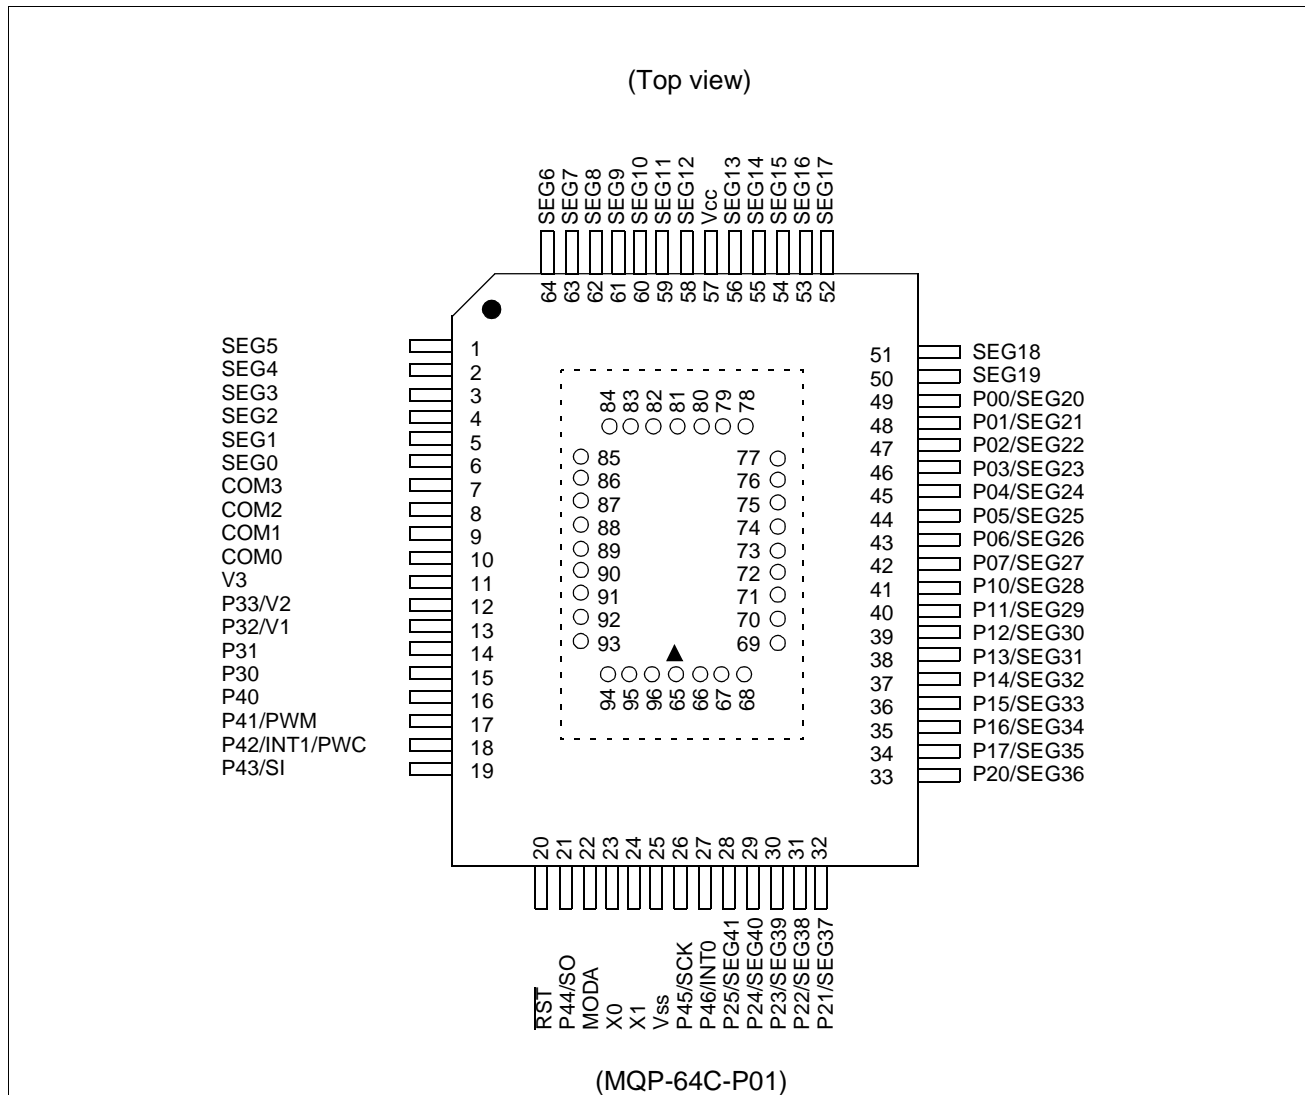 (Top view)
SEG6
SEG7
SEG8
SEG9
SEG10
SEG11
SEG12
Vcc
SEG13
SEG14
SEG15
SEG16
SEG17
64
63
62
61
60
59
58
57
56
55
54
53
52
SEG5 1
SEG4 2
SEG3 3
SEG2 4
SEG1 5
SEG0 6
COM3 7
COM2 8
COM1 9
COM0 10
V3 11
P33/V2 12
P32/V1 13
P31 14
P30 15
P40 16
P41/PWM 17
P42/INT1/PWC 18
P43/SI 19
84
83
82
81
80
79
78
85
86
87
88
89
90
91
92
93
77
76
75
74
73
72
71
70
69
94
95
96
65
66
67
68
51 SEG18
50 SEG19
49 P00/SEG20
48 P01/SEG21
47 P02/SEG22
46 P03/SEG23
45 P04/SEG24
44 P05/SEG25
43 P06/SEG26
42 P07/SEG27
41 P10/SEG28
40 P11/SEG29
39 P12/SEG30
38 P13/SEG31
37 P14/SEG32
36 P15/SEG33
35 P16/SEG34
34 P17/SEG35
33 P20/SEG36
20
21
22
23
24
25
26
27
28
29
30
31
32
RST
P44/SO
MODA
X0
X1
Vss
P45/SCK
P46/INT0
P25/SEG41
P24/SEG40
P23/SEG39
P22/SEG38
P21/SEG37
(MQP-64C-P01)